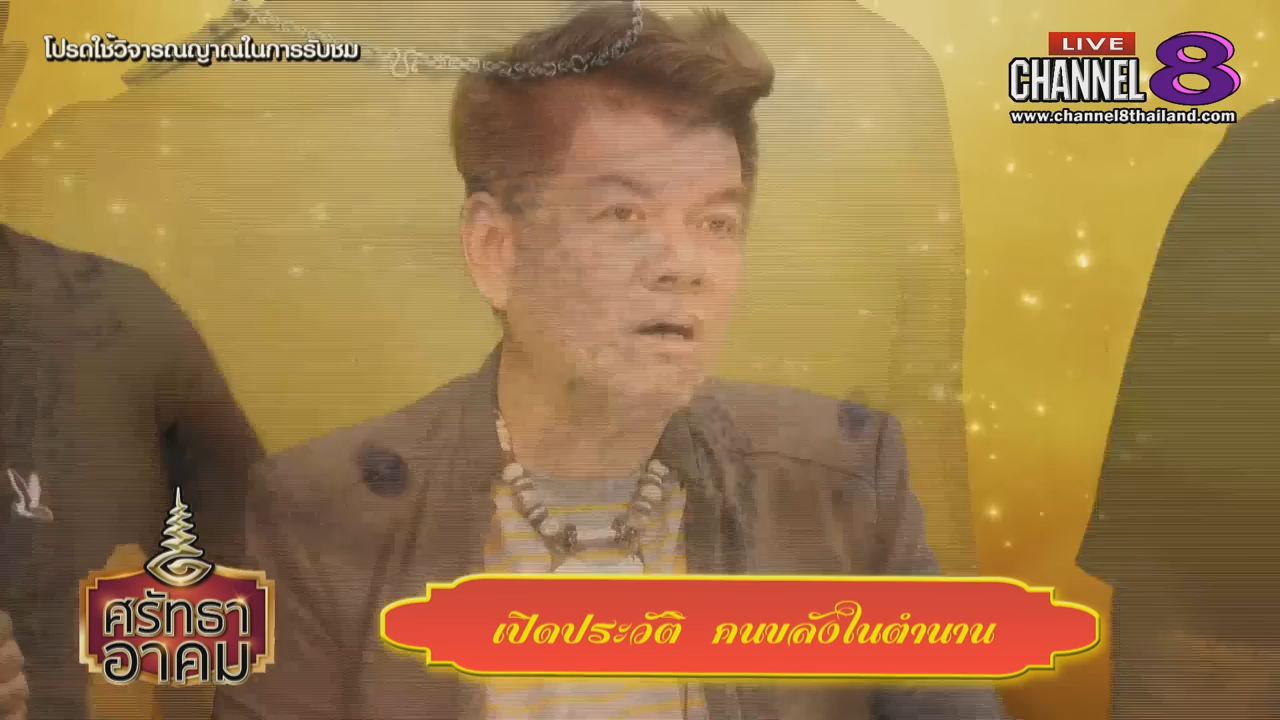 โปรดใช้วิจารณญาณในการรับชม
LIVE
CHANNEL 8
www.channel8thailand.com
ศรัทธา
อาคม
เปิดประวัติ คนขลังในตำนาน